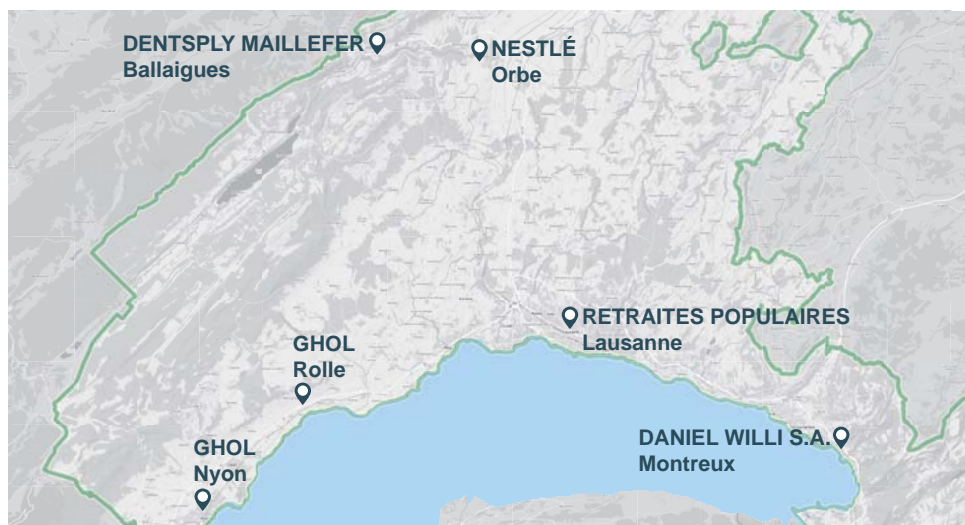 DENTSPLY MAILLEFER
Ballaigues
NESTLÉ
Orbe
RETRAITES POPULAIRES
Lausanne
GHOL
Rolle
GHOL
Nyon
DANIEL WILLI S.A.
Montreux